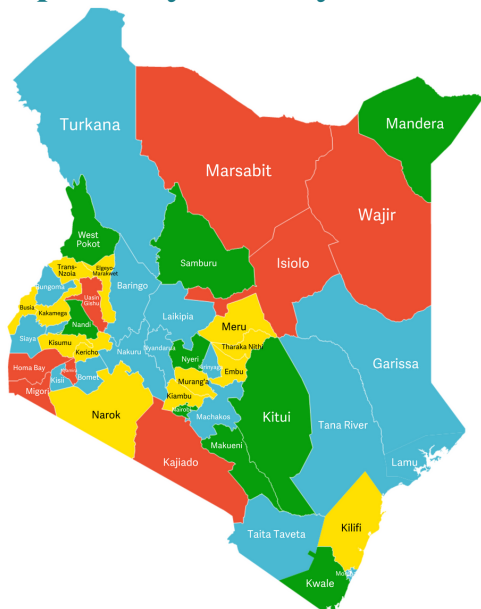 Turkana
Mandera
Marsabit
Wajir
West
Pokot
Samburu
Isiolo
Trans-
Nzoia
Elgeyo-
Marakwet
Bungoma
Baringo
Uasin
Gishu
Busia
Kakamega
Laikipia
Nandi
Meru
Siaya
Kisumu
Tharaka Nithi
Kericho
Nakuru
Nyandarua
Nyeri
Kirinyaga
Garissa
Homa Bay
Kisii
Bomet
Embu
Murang'a
Migori
Kiambu
Narok
Nairobi
Kitui
Machakos
Tana River
Makueni
Lamu
Kajiado
Kilifi
Taita Taveta
Kwale